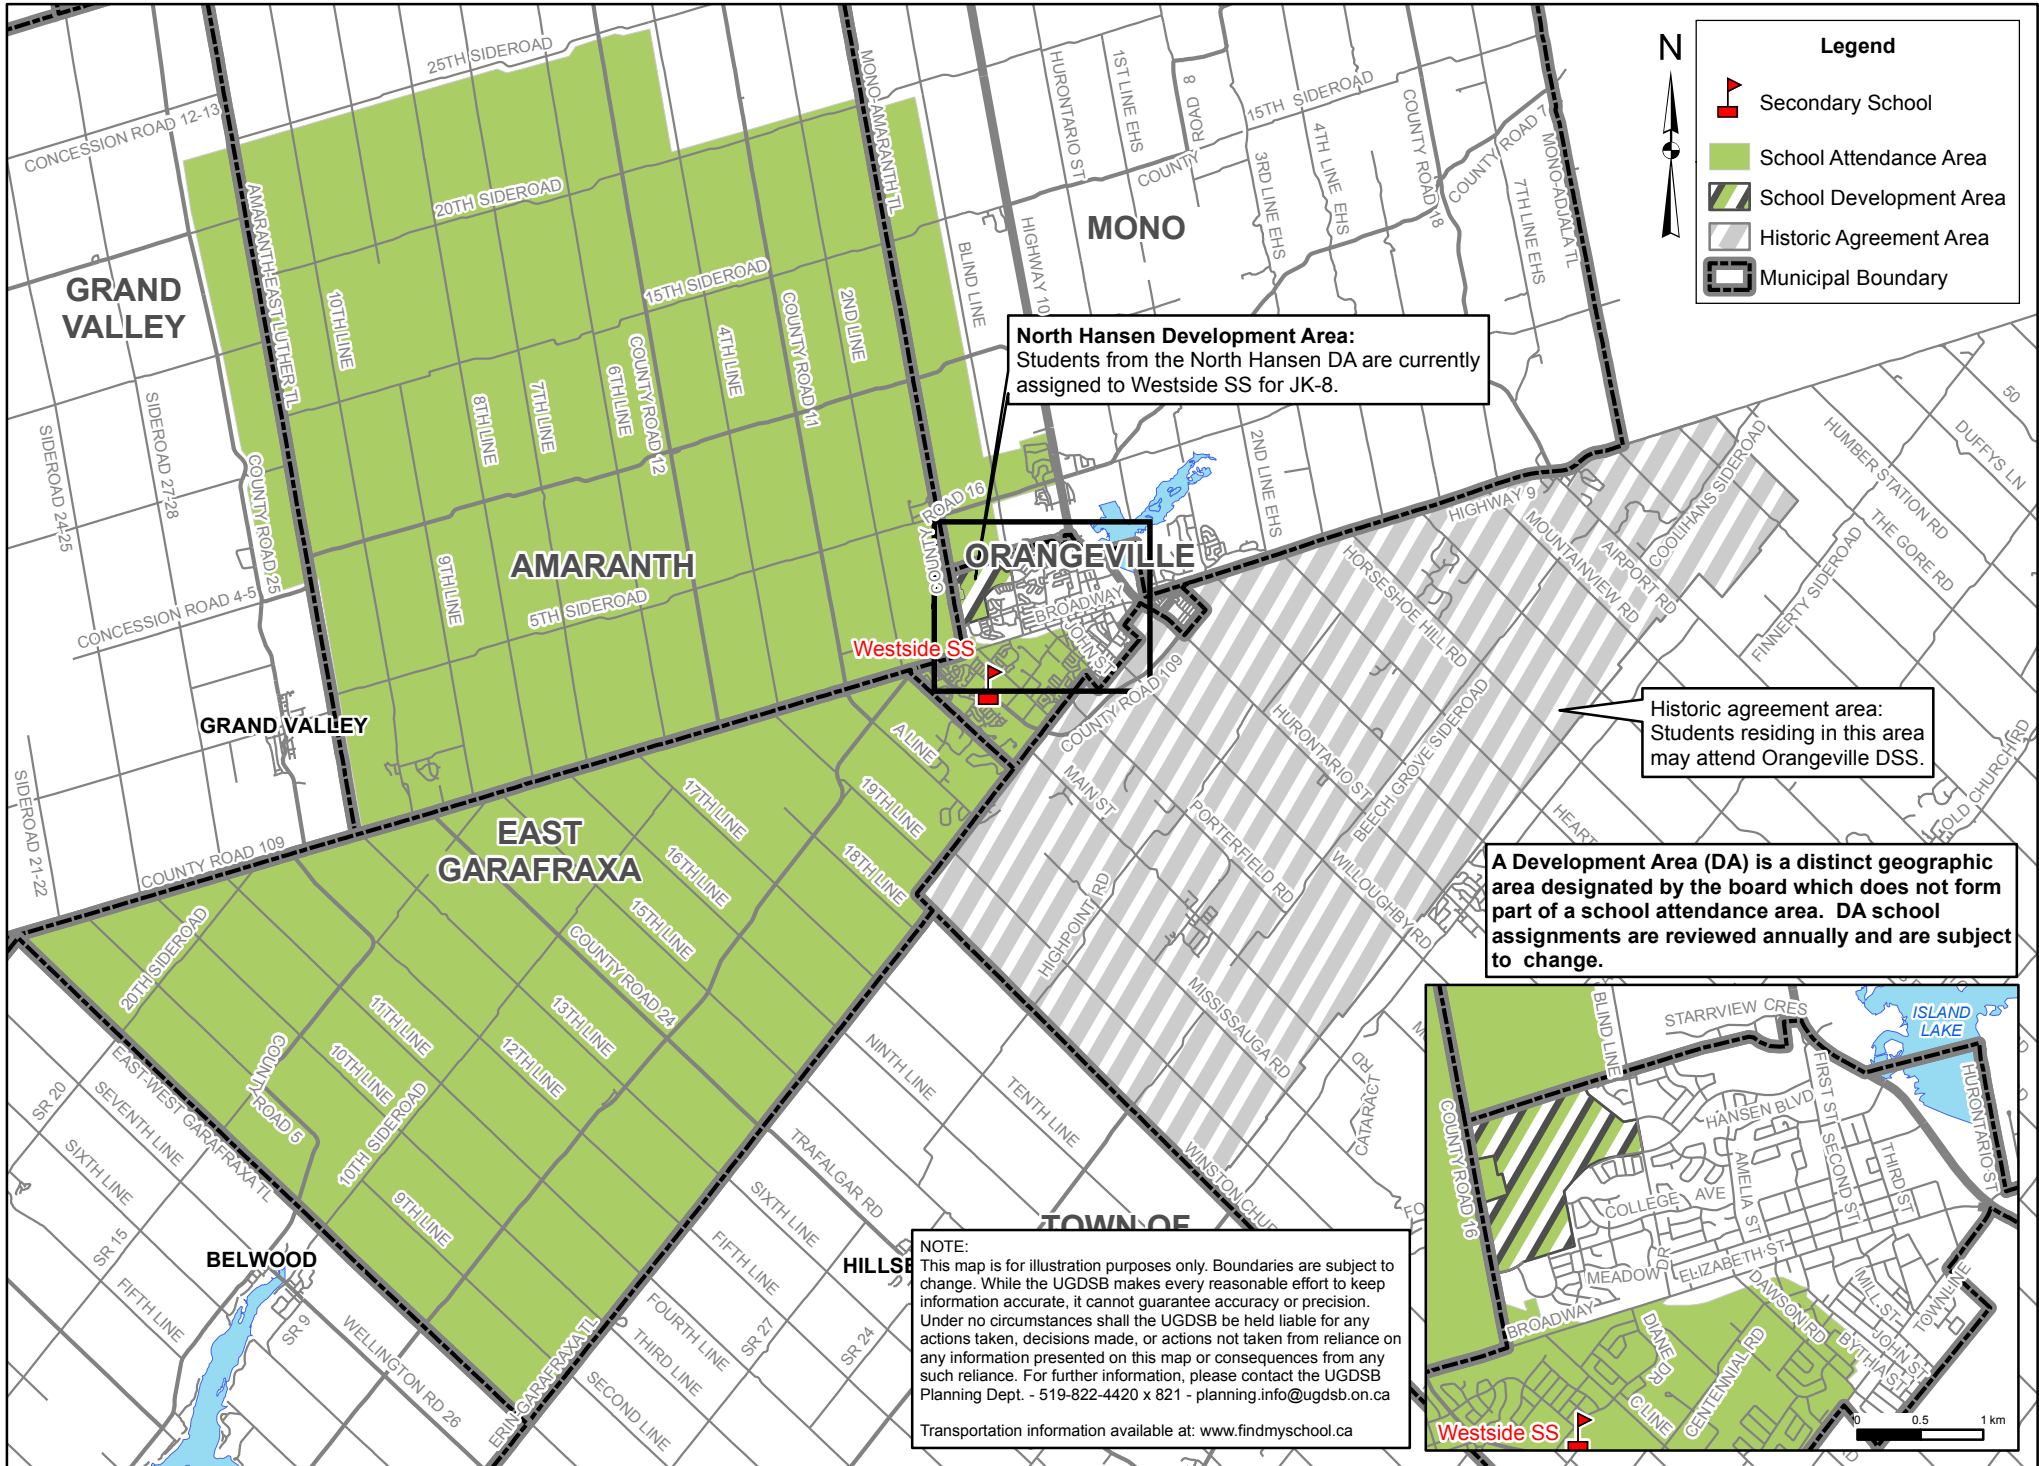 Legend
N
Secondary School
School Attendance Area
School Development Area
Historic Agreement Area
Municipal Boundary
25TH SIDEROAD
CONCESSION ROAD 12-13
20TH SIDEROAD
AMARANTH-EAST LUTHER TL
MONO-AMARANTH TL
HURONTARIO ST
1ST LINE EHS
8
ROAD
COUNTY
15TH SIDEROAD
3RD LINE EHS
4TH LINE EHS
COUNTY ROAD 18
COUNTY ROAD 7
7TH LINE EHS
MONO-ADJALA TL
MONO
BLIND LINE
HIGHWAY 10
GRAND
VALLEY
10TH LINE
15TH SIDEROAD
COUNTY ROAD 11
2ND LINE
4TH LINE
COUNTY ROAD 12
6TH LINE
7TH LINE
8TH LINE
SIDEROAD 27-28
SIDEROAD 24-25
COUNTY ROAD 25
North Hansen Development Area:
Students from the North Hansen DA are currently
assigned to Westside SS for JK-8.
2ND LINE EHS
ROAD 16
COUNTY
ORANGEVILLE
BROADWAY
JOHN ST
Westside SS
AMARANTH
9TH LINE
5TH SIDEROAD
CONCESSION ROAD 4-5
GRAND VALLEY
SIDEROAD 21-22
COUNTY ROAD 109
HIGHWAY 9
50
DUFFYS LN
HUMBER STATION RD
THE GORE RD
COOLIHANS SIDEROAD
AIRPORT RD
MOUNTAINVIEW RD
FINNERTY SIDEROAD
HORSESHOE HILL RD
COUNTY ROAD 109
HURONTARIO ST
BEECH GROVE SIDEROAD
Historic agreement area:
Students residing in this area
may attend Orangeville DSS.
OLD CHURCH RD
HEART
MAIN ST
PORTERFIELD RD
WILLOUGHBY RD
HIGHPOINT RD
MISSISSAUGA RD
CATARACT RD
WINSTON CHUR
A LINE
19TH LINE
18TH LINE
17TH LINE
16TH LINE
15TH LINE
EAST
GARAFRAXA
COUNTY ROAD 24
13TH LINE
12TH LINE
11TH LINE
10TH LINE
10TH SIDEROAD
9TH LINE
20TH SIDEROAD
COUNTY
ROAD 5
EAST-WEST GARAFRAXA TL
SR 20
SEVENTH LINE
SIXTH LINE
SR 15
FIFTH LINE
BELWOOD
SR 9
WELLINGTON RD 26
ERIN-GARAFRAXA TL
NINTH LINE
TENTH LINE
TRAFALGAR RD
SIXTH LINE
FIFTH LINE
FOURTH LINE
THIRD LINE
SECOND LINE
SR 27
SR 24
TOWN OF
HILLSB
A Development Area (DA) is a distinct geographic
area designated by the board which does not form
part of a school attendance area. DA school
assignments are reviewed annually and are subject
to change.
NOTE:
This map is for illustration purposes only. Boundaries are subject to
change. While the UGDSB makes every reasonable effort to keep
information accurate, it cannot guarantee accuracy or precision.
Under no circumstances shall the UGDSB be held liable for any
actions taken, decisions made, or actions not taken from reliance on
any information presented on this map or consequences from any
such reliance. For further information, please contact the UGDSB
Planning Dept. - 519-822-4420 x 821 - planning.info@ugdsb.on.ca
Transportation information available at: www.findmyschool.ca
BLIND LINE
STARRVIEW CRES
ISLAND
LAKE
HURONTARIO ST
COUNTY ROAD 16
HANSEN BLVD
FIRST ST
SECOND ST
THIRD ST
AMELIA ST
COLLEGE AVE
MEADOW DR
ELIZABETH ST
BROADWAY
DAWSON RD
MILL ST
JOHN ST
BYTHIA ST
TOWNLINE
DIANE DR
C LINE
CENTENNIAL RD
Westside SS
0 0.5 1 km